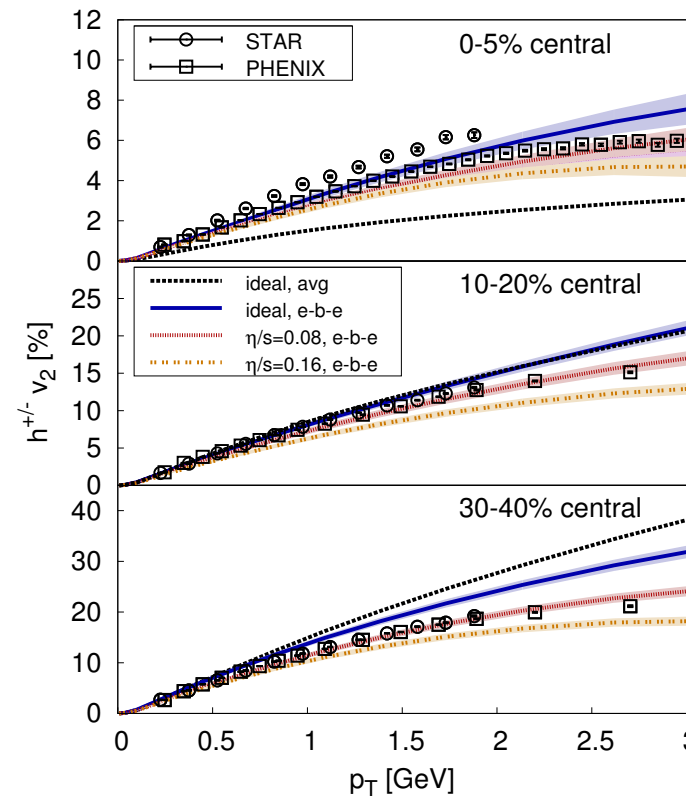 h+/- v2 [%]
12
10
8
6
4
2
0
STAR
PHENIX
0-5% central
25
20
15
10
5
0
ideal, avg
ideal, e-b-e
η/s=0.08, e-b-e
η/s=0.16, e-b-e
10-20% central
40
30
20
10
0
30-40% central
0 0.5 1 1.5 2 2.5 3
pT [GeV]